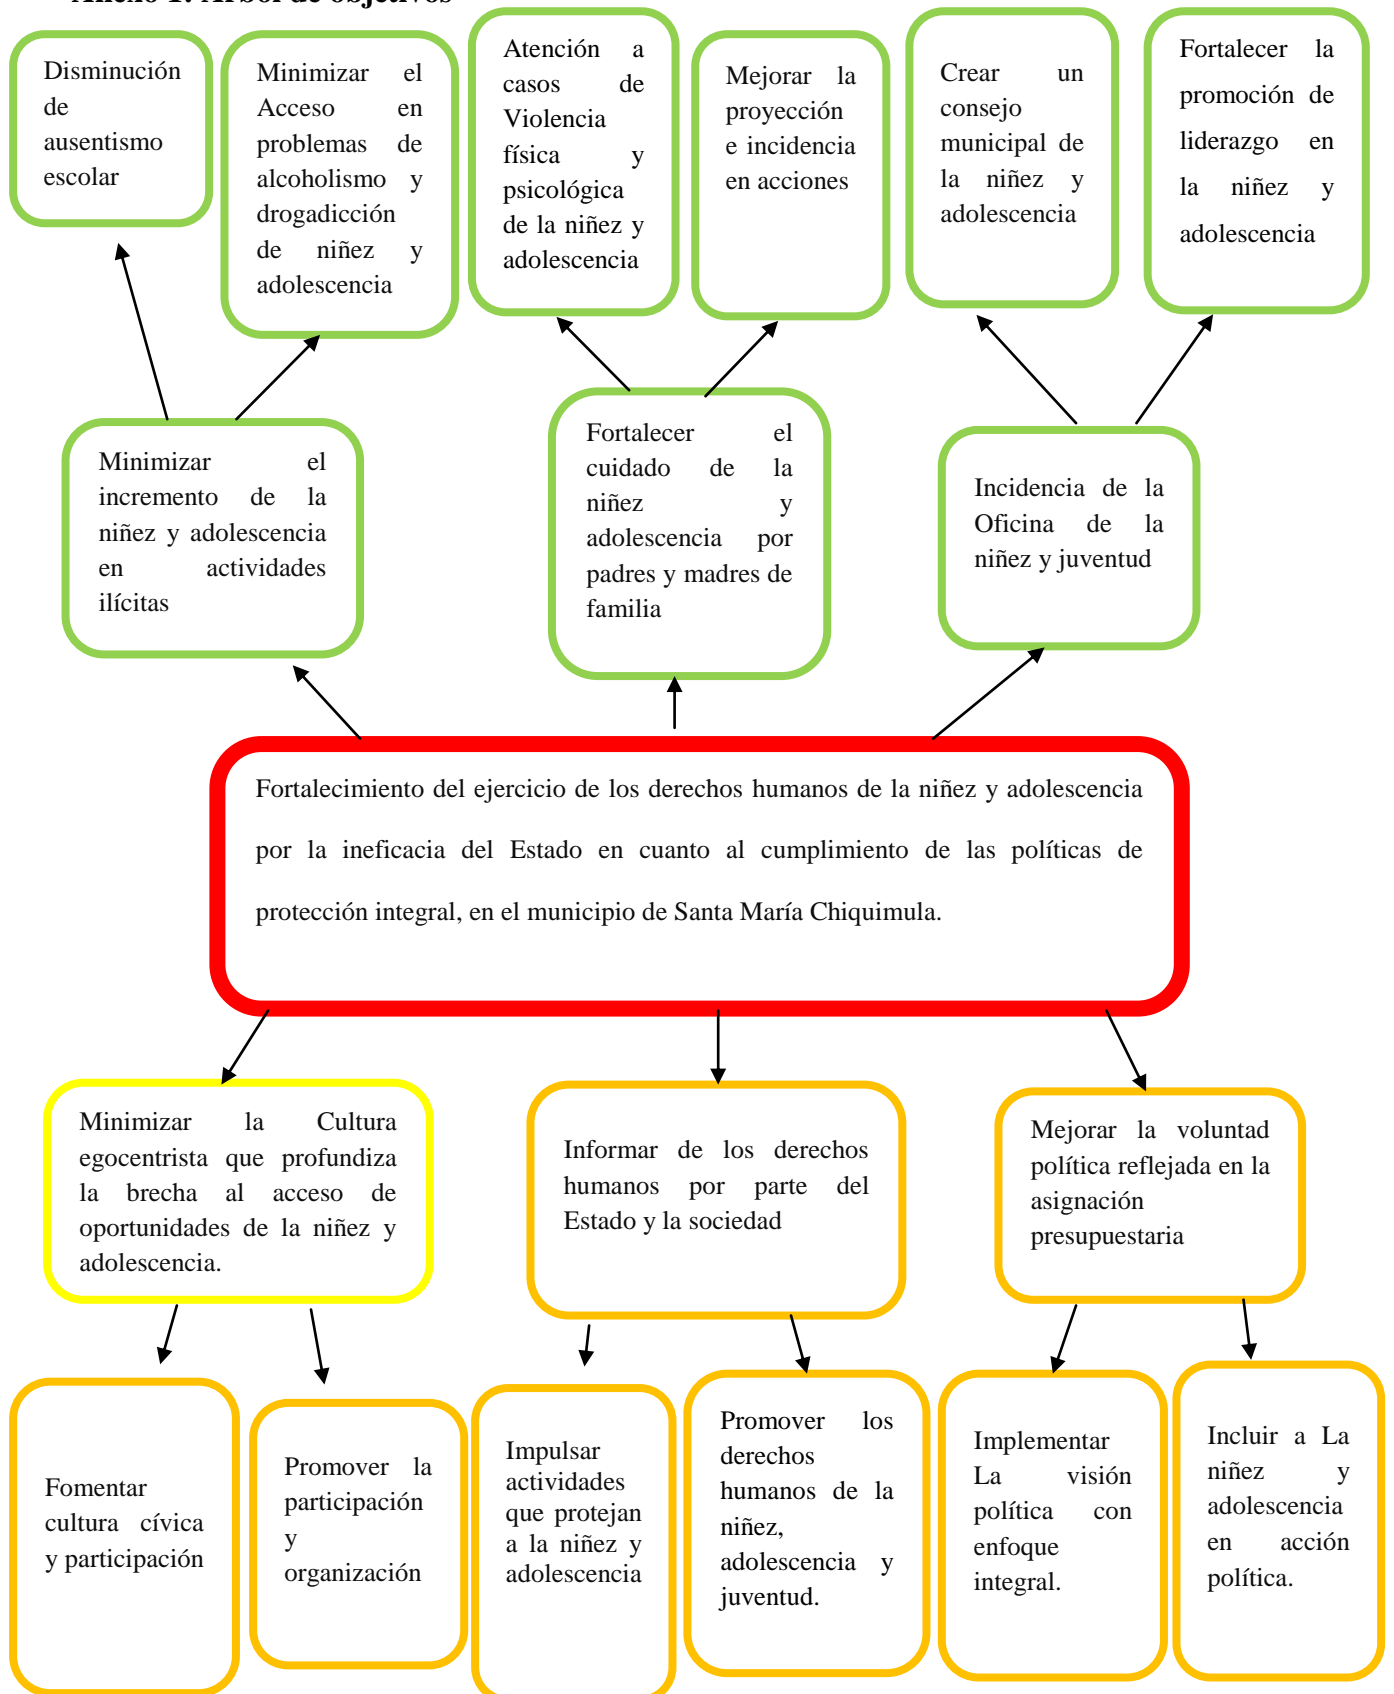 Anexo 1: Árbol de objetivos
Disminución
de
ausentismo
escolar
Minimizar el
Acceso en
problemas de
alcoholismo y
drogadicción
de niñez y
adolescencia
Atención a
casos de
Violencia
física y
psicológica
de la niñez y
adolescencia
Mejorar la
proyección
e incidencia
en acciones
Crear un
consejo
municipal de
la niñez y
adolescencia
Fortalecer la
promoción de
liderazgo en
la niñez y
adolescencia
Minimizar el
incremento de la
niñez y adolescencia
en actividades
ilícitas
Fortalecer el
cuidado de la
niñez y
adolescencia por
padres y madres de
familia
Incidencia de la
Oficina de la
niñez y juventud
Fortalecimiento del ejercicio de los derechos humanos de la niñez y adolescencia
por la ineficacia del Estado en cuanto al cumplimiento de las políticas de
protección integral, en el municipio de Santa María Chiquimula.
Minimizar la Cultura
egocentrista que profundiza
la brecha al acceso de
oportunidades de la niñez y
adolescencia.
Informar de los derechos
humanos por parte del
Estado y la sociedad
Mejorar la voluntad
política reflejada en la
asignación
presupuestaria
Fomentar
cultura cívica
y participación
Promover la
participación
y
organización
Impulsar
actividades
que protejan
a la niñez y
adolescencia
Promover los
derechos
humanos de la
niñez,
adolescencia y
juventud.
Implementar
La visión
política con
enfoque
integral.
Incluir a La
niñez y
adolescencia
en acción
política.